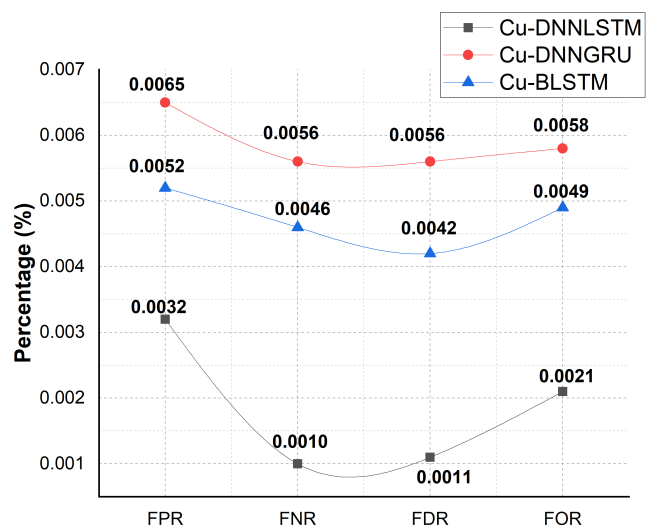 Cu-DNNLSTM
Cu-DNNGRU
Cu-BLSTM
Percentage (%)
0.007
0.006
0.005
0.004
0.003
0.002
0.001
0.0065
0.0056
0.0056
0.0058
0.0052
0.0046
0.0042
0.0049
0.0032
0.0010
0.0011
0.0021
FPR
FNR
FDR
FOR